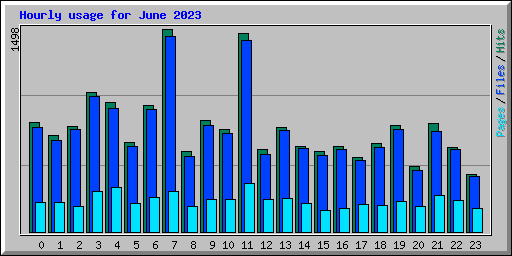 Hourly usage for June 2023
1498
Pages/Files/Hits
0 1 2 3 4 5 6 7 8 9 10 11 12 13 14 15 16 17 18 19 20 21 22 23